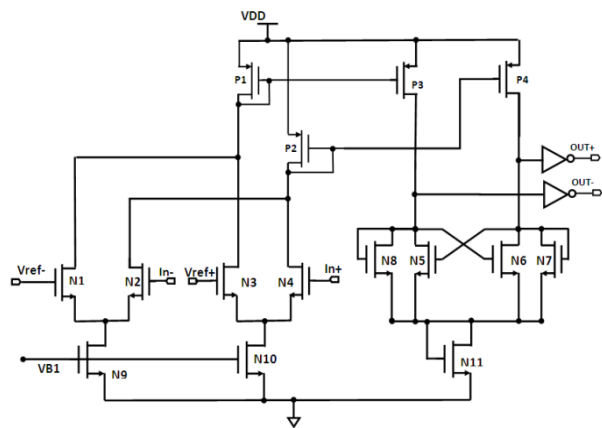 VDD
P1
P3
P4
P2
OUT+
OUT-
N8
N5
N6
N7
Vref-
N1
N2
In-
Vref+
N3
N4
In+
VB1
N9
N10
N11